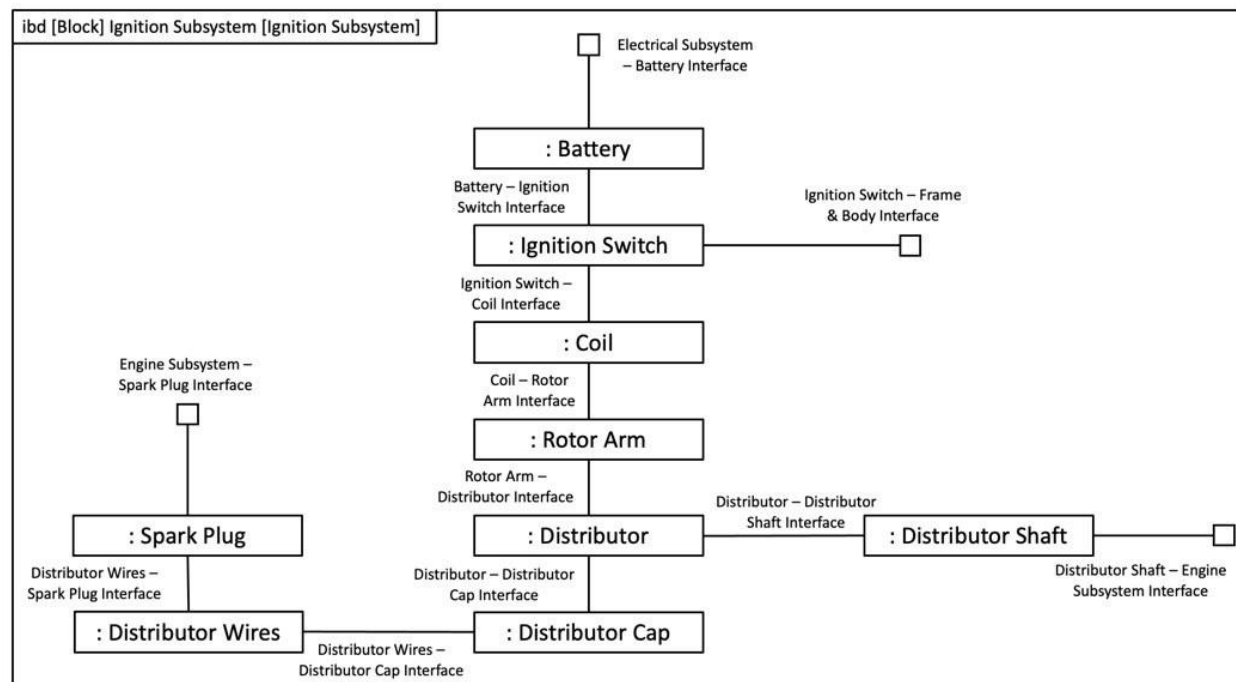 ibd [Block] Ignition Subsystem [Ignition Subsystem]
Electrical Subsystem
– Battery Interface
: Battery
Battery – Ignition
Switch Interface
Ignition Switch – Frame
& Body Interface
: Ignition Switch
Ignition Switch –
Coil Interface
: Coil
Engine Subsystem –
Spark Plug Interface
Coil – Rotor
Arm Interface
: Rotor Arm
Rotor Arm –
Distributor Interface
Distributor – Distributor
Shaft Interface
: Spark Plug
: Distributor
: Distributor Shaft
Distributor Wires –
Spark Plug Interface
Distributor – Distributor
Cap Interface
Distributor Shaft – Engine
Subsystem Interface
: Distributor Wires
: Distributor Cap
Distributor Wires –
Distributor Cap Interface